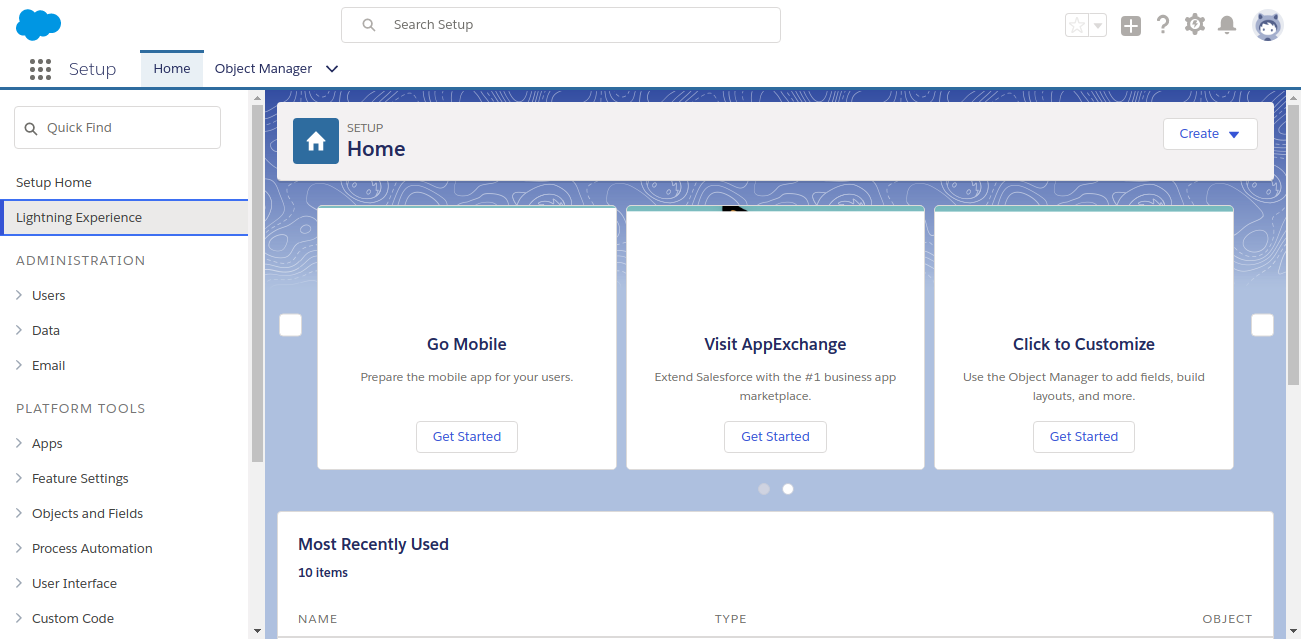 Search Setup
Setup
Home
Object Manager
Quick Find
Setup Home
Lightning Experience
ADMINISTRATION
Users
Data
Email
PLATFORM TOOLS
Apps
Feature Settings
Objects and Fields
Process Automation
User Interface
Custom Code
SETUP
Home
Create
Go Mobile
Prepare the mobile app for your users.
Get Started
Visit AppExchange
Extend Salesforce with the #1 business app
marketplace.
Get Started
Click to Customize
Use the Object Manager to add fields, build
layouts, and more.
Get Started
Most Recently Used
10 items
NAME
TYPE
OBJECT